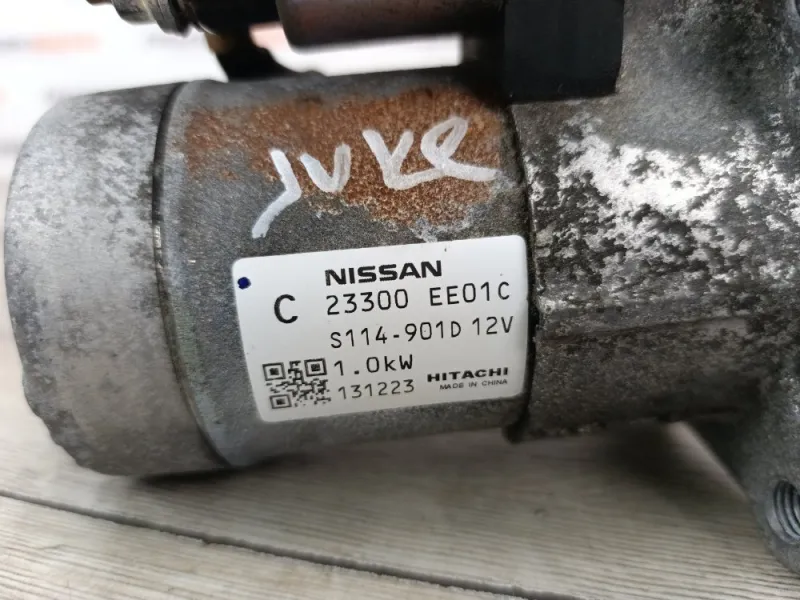 JUKe
NISSAN
C 23300 EE01C
S114-901D 12V
1.0kW
131223 HITACHI
MADE IN CHINA